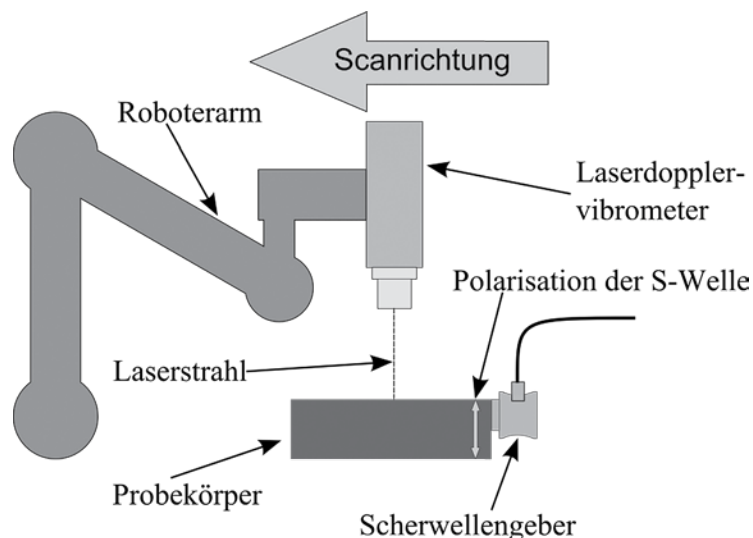 Scanrichtung
Roboterarm
Laserdoppler-
vibrometer
Polarisation der S-Welle
Laserstrahl
Probekörper
Scherwellengeber